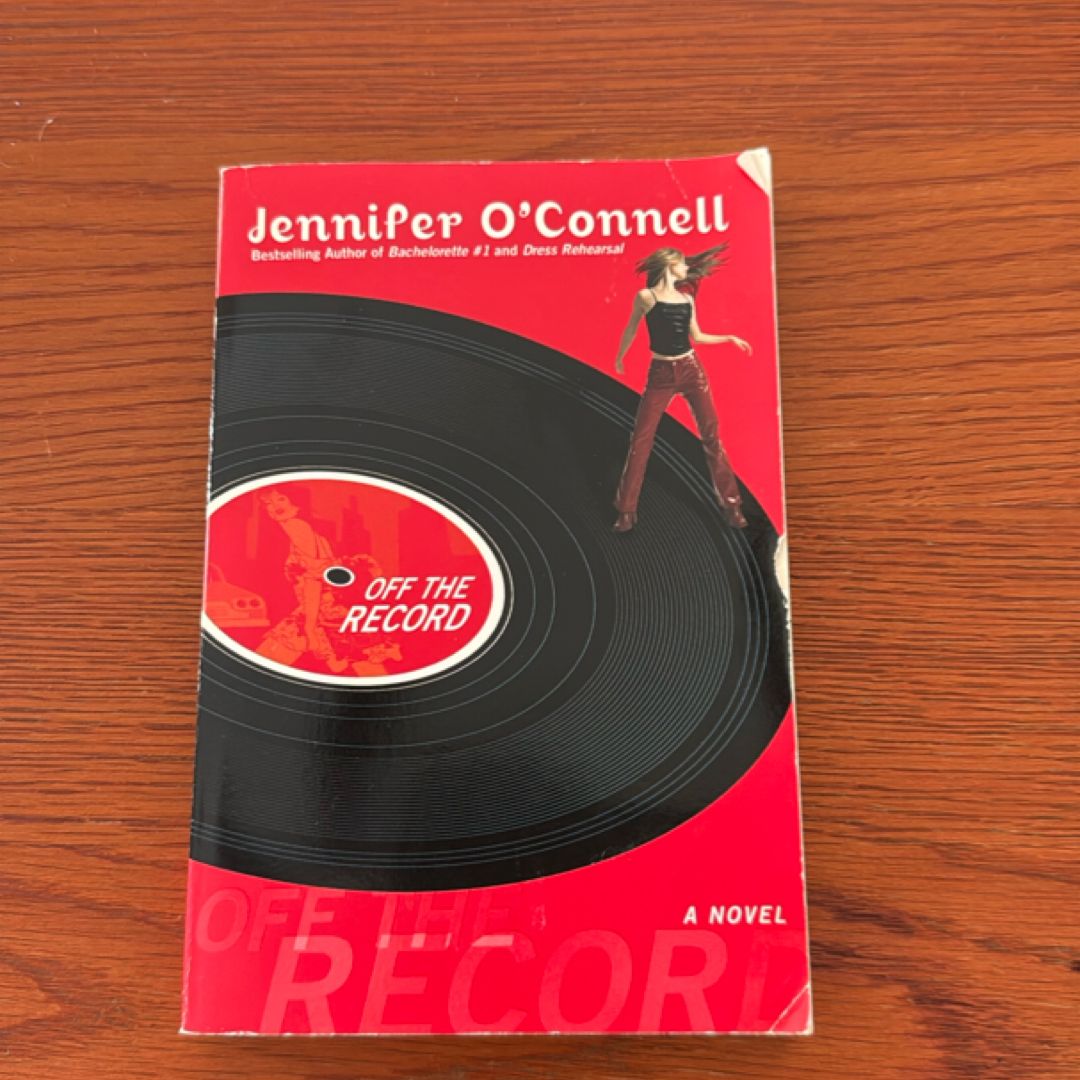 Jennifer O'Connell
Bestselling Author of Bachelorette #1 and Dress Rehearsal
OFF THE
RECORD
A NOVEL
OFF THE
RECORD